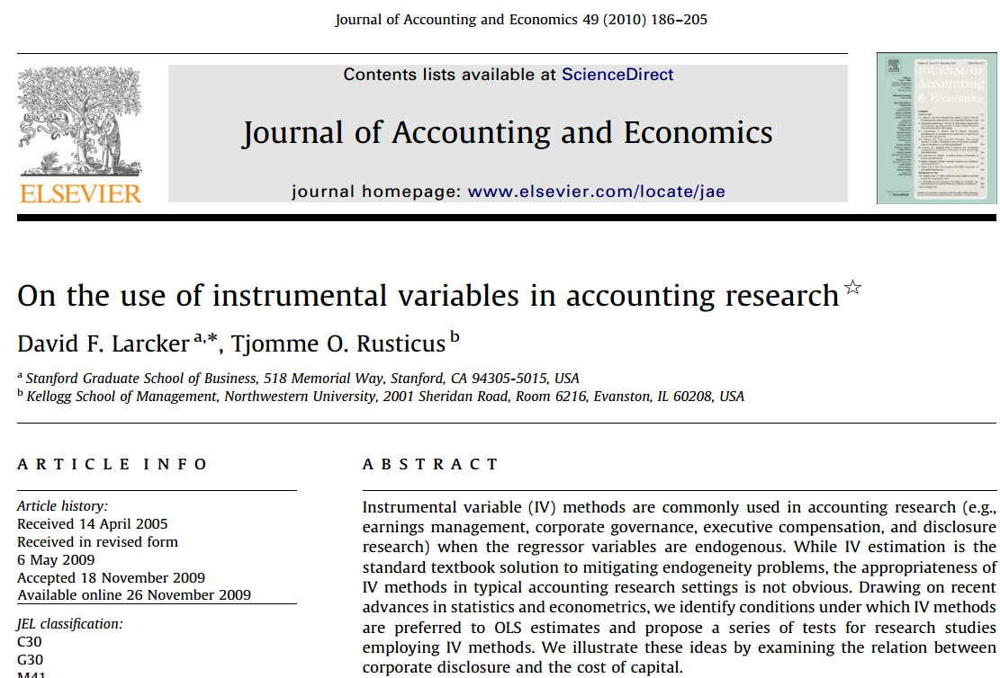 Journal of Accounting and Economics 49 (2010) 186–205
Contents lists available at ScienceDirect
Journal of Accounting and Economics
journal homepage: www.elsevier.com/locate/jae
NON SOLUS
ELSEVIER
JOURNAL OF
Accounting
& Economics
On the use of instrumental variables in accounting research☆
David F. Larcker a,*, Tjomme O. Rusticus b
a Stanford Graduate School of Business, 518 Memorial Way, Stanford, CA 94305-5015, USA
b Kellogg School of Management, Northwestern University, 2001 Sheridan Road, Room 6216, Evanston, IL 60208, USA
ARTICLE INFO
Article history:
Received 14 April 2005
Received in revised form
6 May 2009
Accepted 18 November 2009
Available online 26 November 2009
JEL classification:
C30
G30
M41
ABSTRACT
Instrumental variable (IV) methods are commonly used in accounting research (e.g.,
earnings management, corporate governance, executive compensation, and disclosure
research) when the regressor variables are endogenous. While IV estimation is the
standard textbook solution to mitigating endogeneity problems, the appropriateness of
IV methods in typical accounting research settings is not obvious. Drawing on recent
advances in statistics and econometrics, we identify conditions under which IV methods
are preferred to OLS estimates and propose a series of tests for research studies
employing IV methods. We illustrate these ideas by examining the relation between
corporate disclosure and the cost of capital.